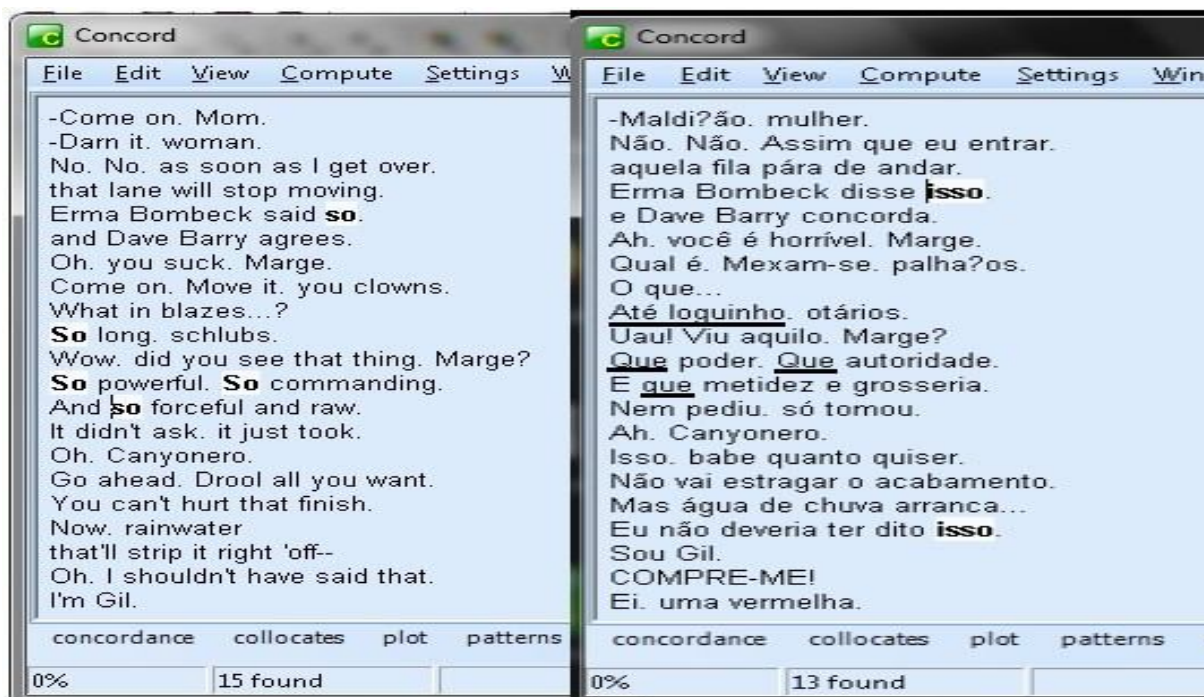 Concord
File Edit View Compute Settings W
-Come on. Mom.
-Darn it. woman.
No. No. as soon as I get over.
that lane will stop moving.
Erma Bombeck said so.
and Dave Barry agrees.
Oh. you suck. Marge.
Come on. Move it. you clowns.
What in blazes...?
So long. schlubs.
Wow. did you see that thing. Marge?
So powerful. So commanding.
And so forceful and raw.
It didn't ask. it just took.
Oh. Canyonero.
Go ahead. Drool all you want.
You can't hurt that finish.
Now. rainwater
that'll strip it right 'off--
Oh. I shouldn't have said that.
I'm Gil.
concordance collocates plot patterns
0% 15 found
Concord
File Edit View Compute Settings Win
-Maldi?ão. mulher.
Não. Não. Assim que eu entrar.
aquela fila pára de andar.
Erma Bombeck disse isso.
e Dave Barry concorda.
Ah. você é horrível. Marge.
Qual é. Mexam-se. palha?os.
O que...
Até loguinho. otários.
Uau! Viu aquilo. Marge?
Que poder. Que autoridade.
E que metidez e grosseria.
Nem pediu. só tomou.
Ah. Canyonero.
Isso. babe quanto quiser.
Não vai estragar o acabamento.
Mas água de chuva arranca...
Eu não deveria ter dito isso.
Sou Gil.
COMPRE-ME!
Ei. uma vermelha.
concordance collocates plot patterns
0% 13 found